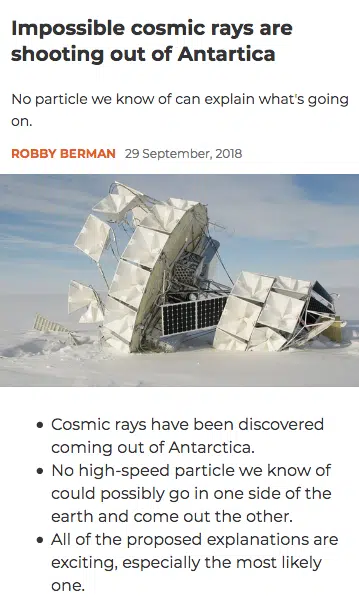 Impossible cosmic rays are
shooting out of Antartica
No particle we know of can explain what's going
on.
ROBBY BERMAN 29 September, 2018
• Cosmic rays have been discovered
coming out of Antarctica.
• No high-speed particle we know of
could possibly go in one side of the
earth and come out the other.
• All of the proposed explanations are
exciting, especially the most likely
one.